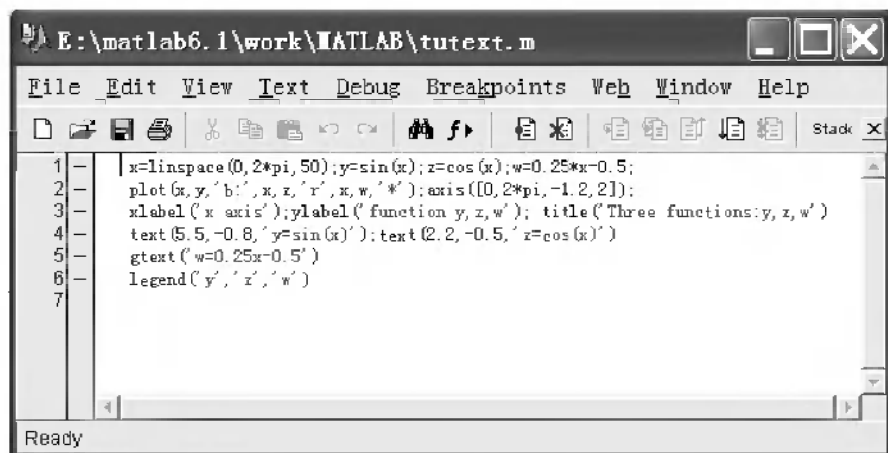 E:\matlab6.1\work\MATLAB\tutext.m
File Edit View Text Debug Breakpoints Web Window Help
Stack
1 – x=linspace(0,2*pi,50);y=sin(x);z=cos(x);w=0.25*x-0.5;
2 – plot(x,y,'b:',x,z,'r',x,w,'*');axis([0,2*pi,-1.2,2]);
3 – xlabel('x axis');ylabel('function y,z,w'); title('Three functions:y,z,w')
4 – text(5.5,-0.8,'y=sin(x)');text(2.2,-0.5,'z=cos(x)')
5 – gtext('w=0.25x-0.5')
6 – legend('y','z','w')
7
Ready